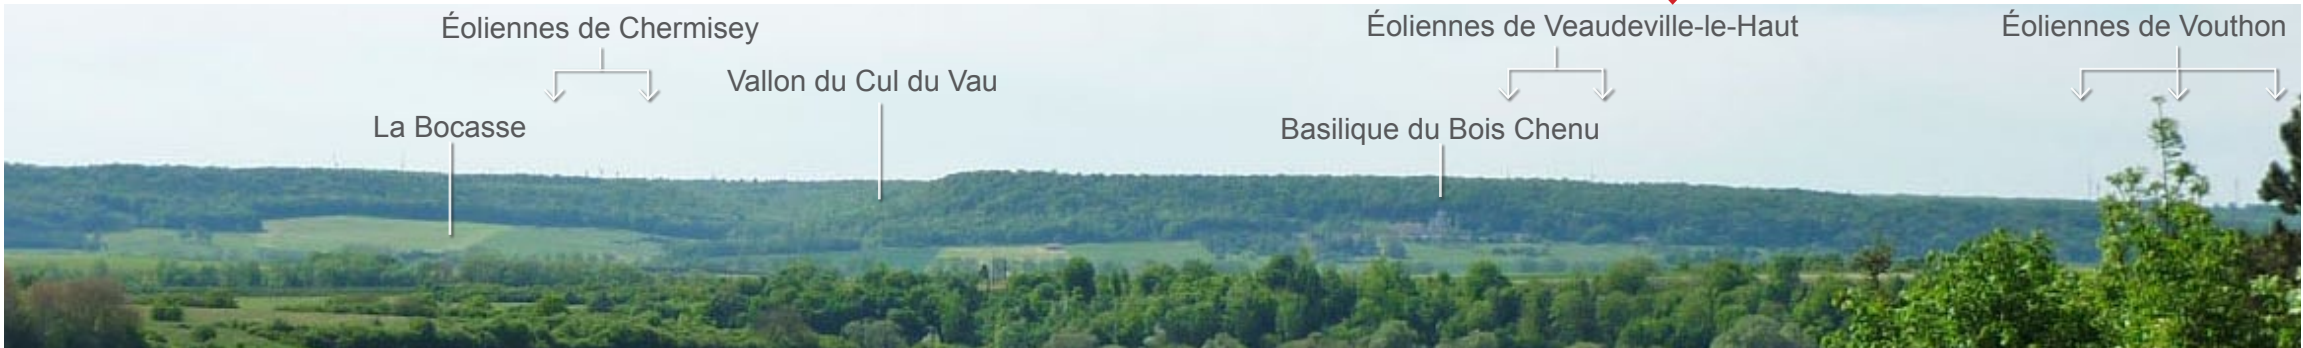 Éoliennes de Chermisey
Éoliennes de Veaudeville-le-Haut
Éoliennes de Vouthon
Vallon du Cul du Vau
La Bocasse
Basilique du Bois Chenu